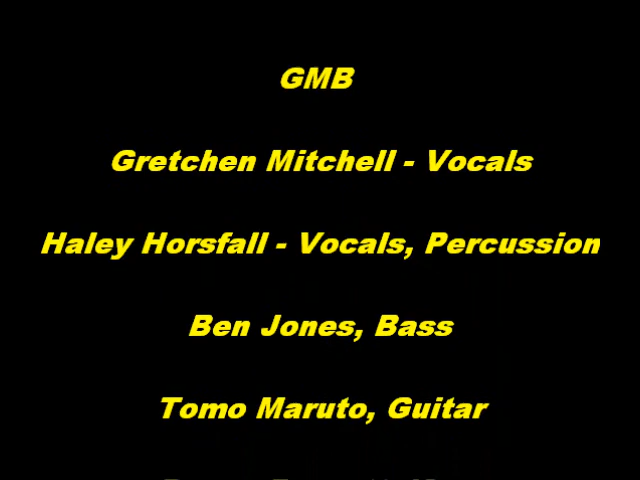 GMB
Gretchen Mitchell - Vocals
Haley Horsfall - Vocals, Percussion
Ben Jones, Bass
Tomo Maruto, Guitar